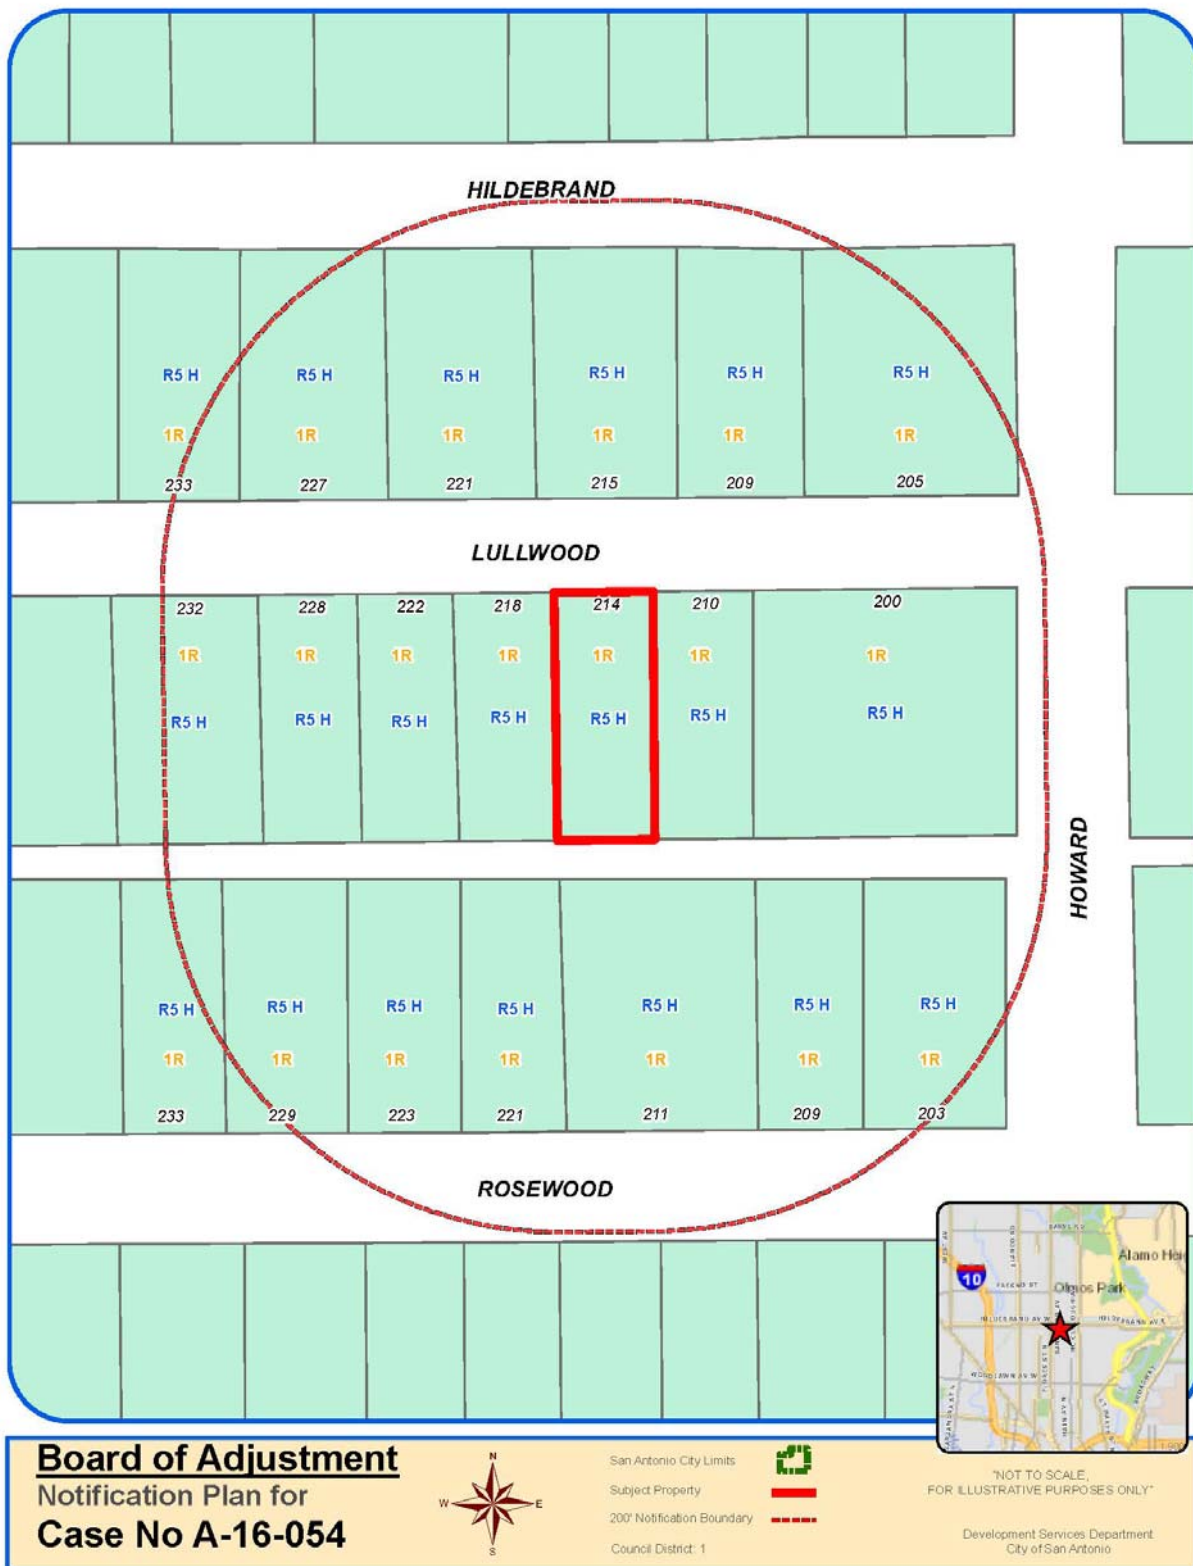 HILDEBRAND
R5 H R5 H R5 H R5 H R5 H R5 H
1R 1R 1R 1R 1R 1R
233 227 221 215 209 205
LULLWOOD
232 228 222 218 214 210 200
1R 1R 1R 1R 1R 1R 1R
R5 H R5 H R5 H R5 H R5 H R5 H R5 H
HOWARD
R5 H R5 H R5 H R5 H R5 H R5 H R5 H
1R 1R 1R 1R 1R 1R 1R
233 229 223 221 211 209 203
ROSEWOOD
Alamo Heig
10
Olmos Park
Board of Adjustment
Notification Plan for
Case No A-16-054
N
W E
S
San Antonio City Limits
Subject Property
200' Notification Boundary
Council District: 1
"NOT TO SCALE,
FOR ILLUSTRATIVE PURPOSES ONLY"
Development Services Department
City of San Antonio